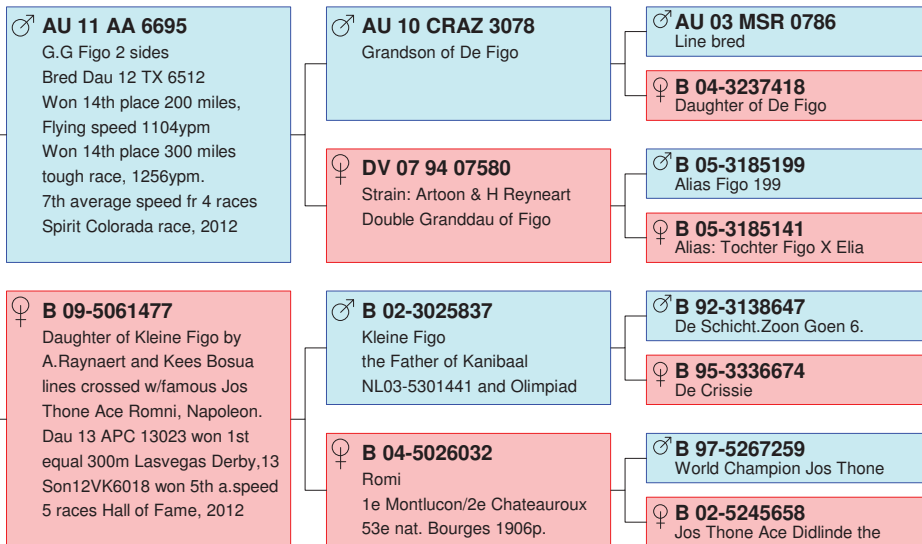 AU 11 AA 6695
G.G Figo 2 sides
Bred Dau 12 TX 6512
Won 14th place 200 miles,
Flying speed 1104ypm
Won 14th place 300 miles
tough race, 1256ypm.
7th average speed fr 4 races
Spirit Colorada race, 2012
B 09-5061477
Daughter of Kleine Figo by
A.Raynaert and Kees Bosua
lines crossed w/famous Jos
Thone Ace Romni, Napoleon.
Dau 13 APC 13023 won 1st
equal 300m Lasvegas Derby,13
Son12VK6018 won 5th a.speed
5 races Hall of Fame, 2012
AU 10 CRAZ 3078
Grandson of De Figo
DV 07 94 07580
Strain: Artoon & H Reyneart
Double Granddau of Figo
B 02-3025837
Kleine Figo
the Father of Kanibaal
NL03-5301441 and Olimpiad
B 04-5026032
Romi
1e Montlucon/2e Chateauroux
53e nat. Bourges 1906p.
AU 03 MSR 0786
Line bred
B 04-3237418
Daughter of De Figo
B 05-3185199
Alias Figo 199
B 05-3185141
Alias: Tochter Figo X Elia
B 92-3138647
De Schicht.Zoon Goen 6.
B 95-3336674
De Crissie
B 97-5267259
World Champion Jos Thone
B 02-5245658
Jos Thone Ace Didlinde the